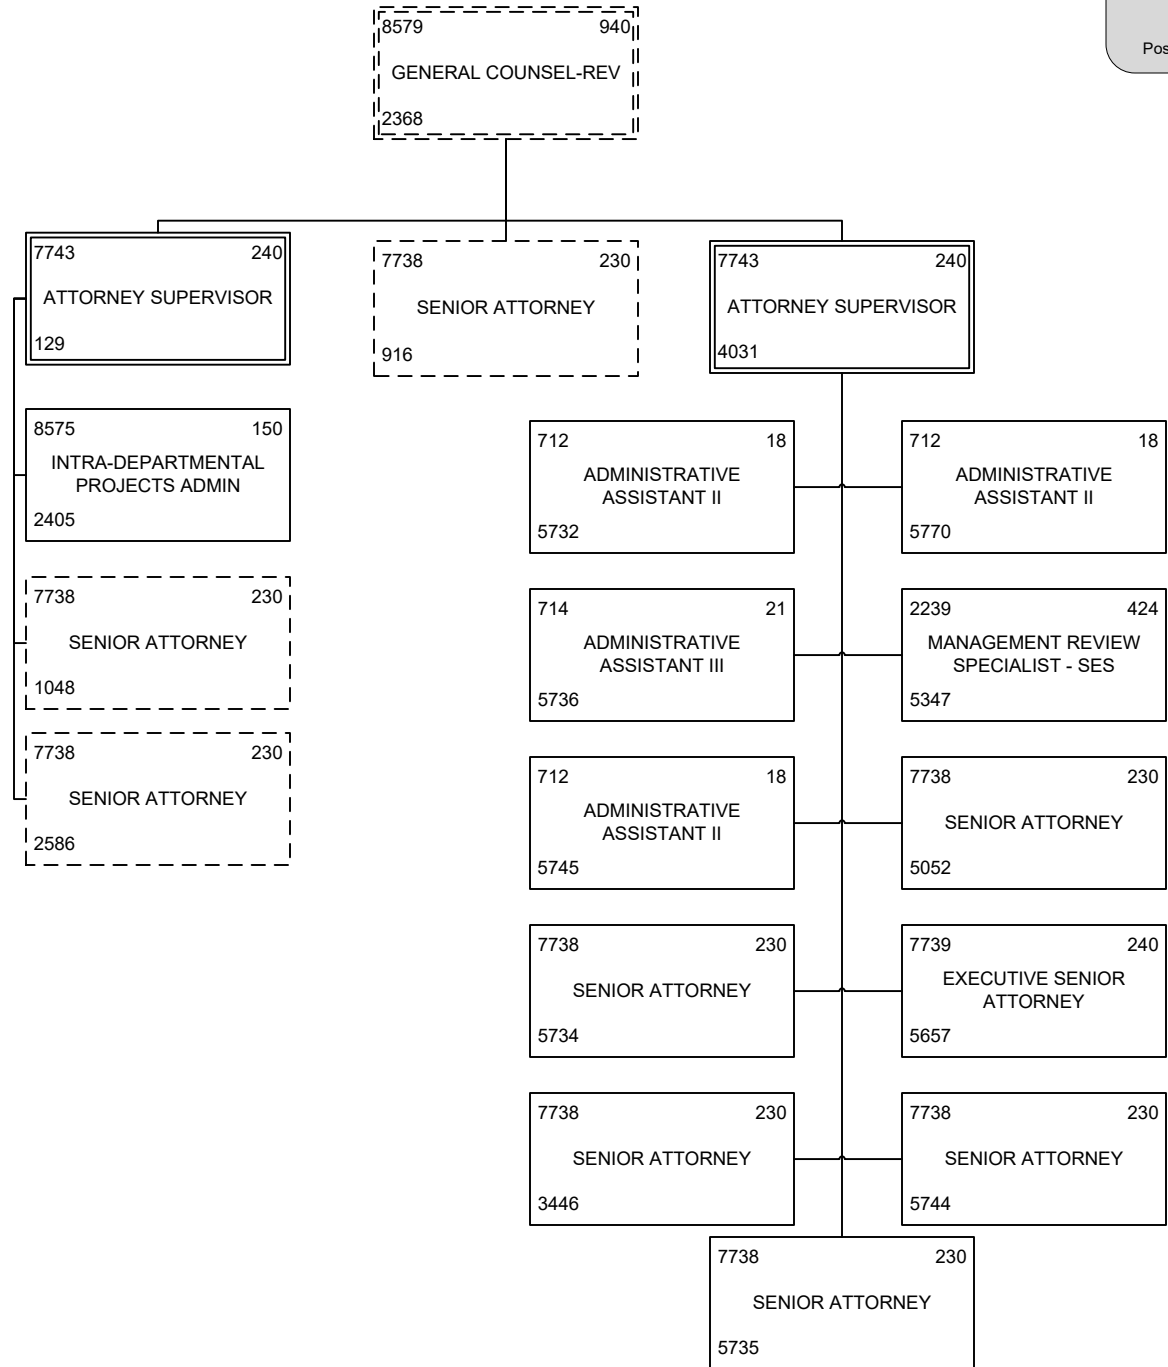 8579 940
GENERAL COUNSEL-REV
2368
Pos
7743 240
ATTORNEY SUPERVISOR
129
7738 230
SENIOR ATTORNEY
916
7743 240
ATTORNEY SUPERVISOR
4031
8575 150
INTRA-DEPARTMENTAL
PROJECTS ADMIN
2405
7738 230
SENIOR ATTORNEY
1048
7738 230
SENIOR ATTORNEY
2586
712 18
ADMINISTRATIVE
ASSISTANT II
5732
712 18
ADMINISTRATIVE
ASSISTANT II
5770
714 21
ADMINISTRATIVE
ASSISTANT III
5736
2239 424
MANAGEMENT REVIEW
SPECIALIST - SES
5347
712 18
ADMINISTRATIVE
ASSISTANT II
5745
7738 230
SENIOR ATTORNEY
5052
7738 230
SENIOR ATTORNEY
5734
7739 240
EXECUTIVE SENIOR
ATTORNEY
5657
7738 230
SENIOR ATTORNEY
3446
7738 230
SENIOR ATTORNEY
5744
7738 230
SENIOR ATTORNEY
5735